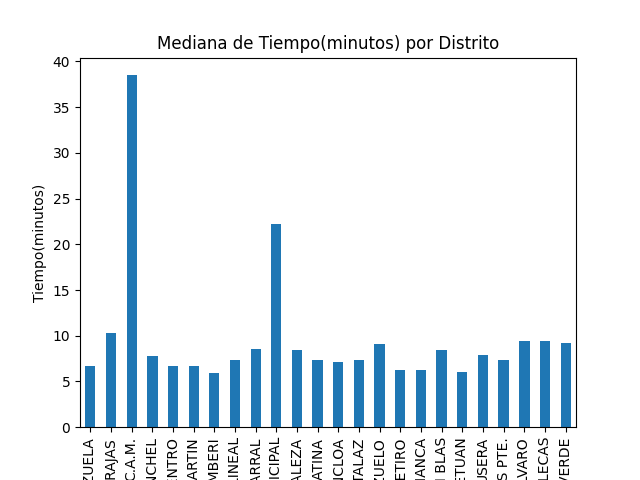 Mediana de Tiempo(minutos) por Distrito
Tiempo(minutos)
40
35
30
25
20
15
10
5
0
ZUELA
RAJAS
C.A.M.
NCHEL
ENTRO
ARTIN
MBERI
INEAL
ARRAL
ICIPAL
ALEZA
ATINA
NCLOA
TALAZ
ZUELO
ETIRO
MANCA
N BLAS
ETUAN
USERA
S PTE.
LVARO
LECAS
VERDE